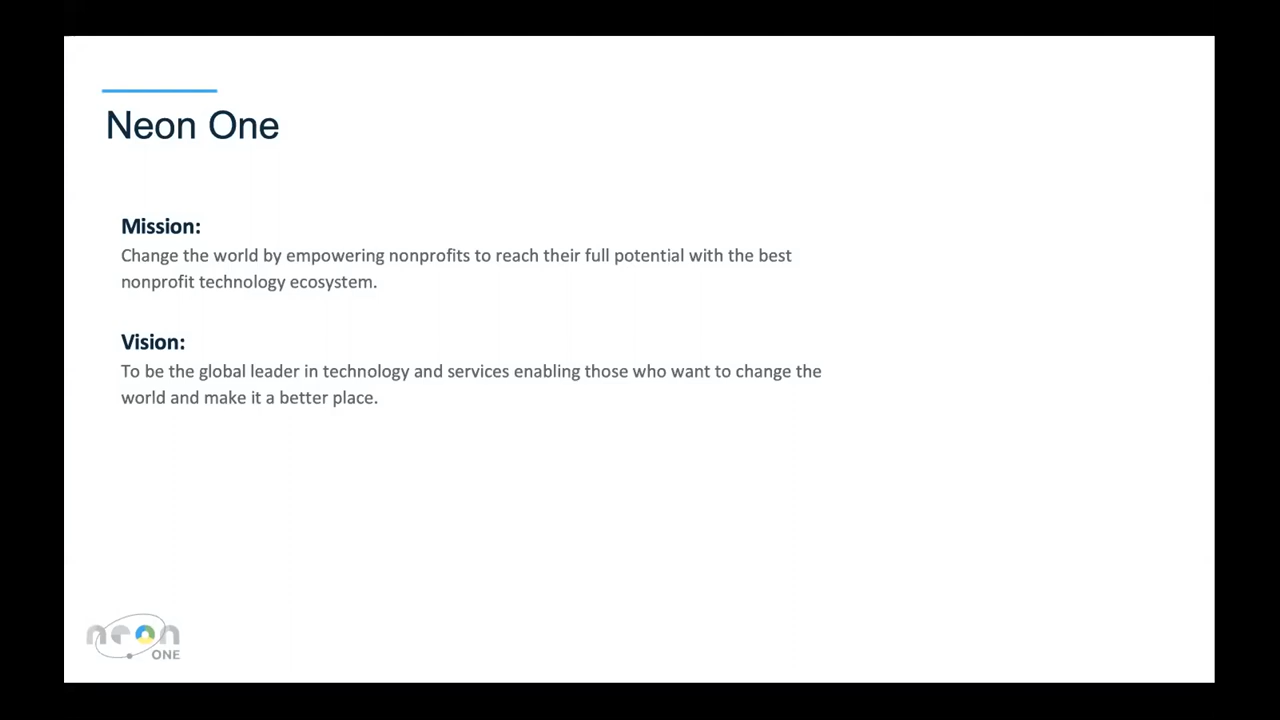 Neon One
Mission:
Change the world by empowering nonprofits to reach their full potential with the best
nonprofit technology ecosystem.
Vision:
To be the global leader in technology and services enabling those who want to change the
world and make it a better place.
neon
ONE